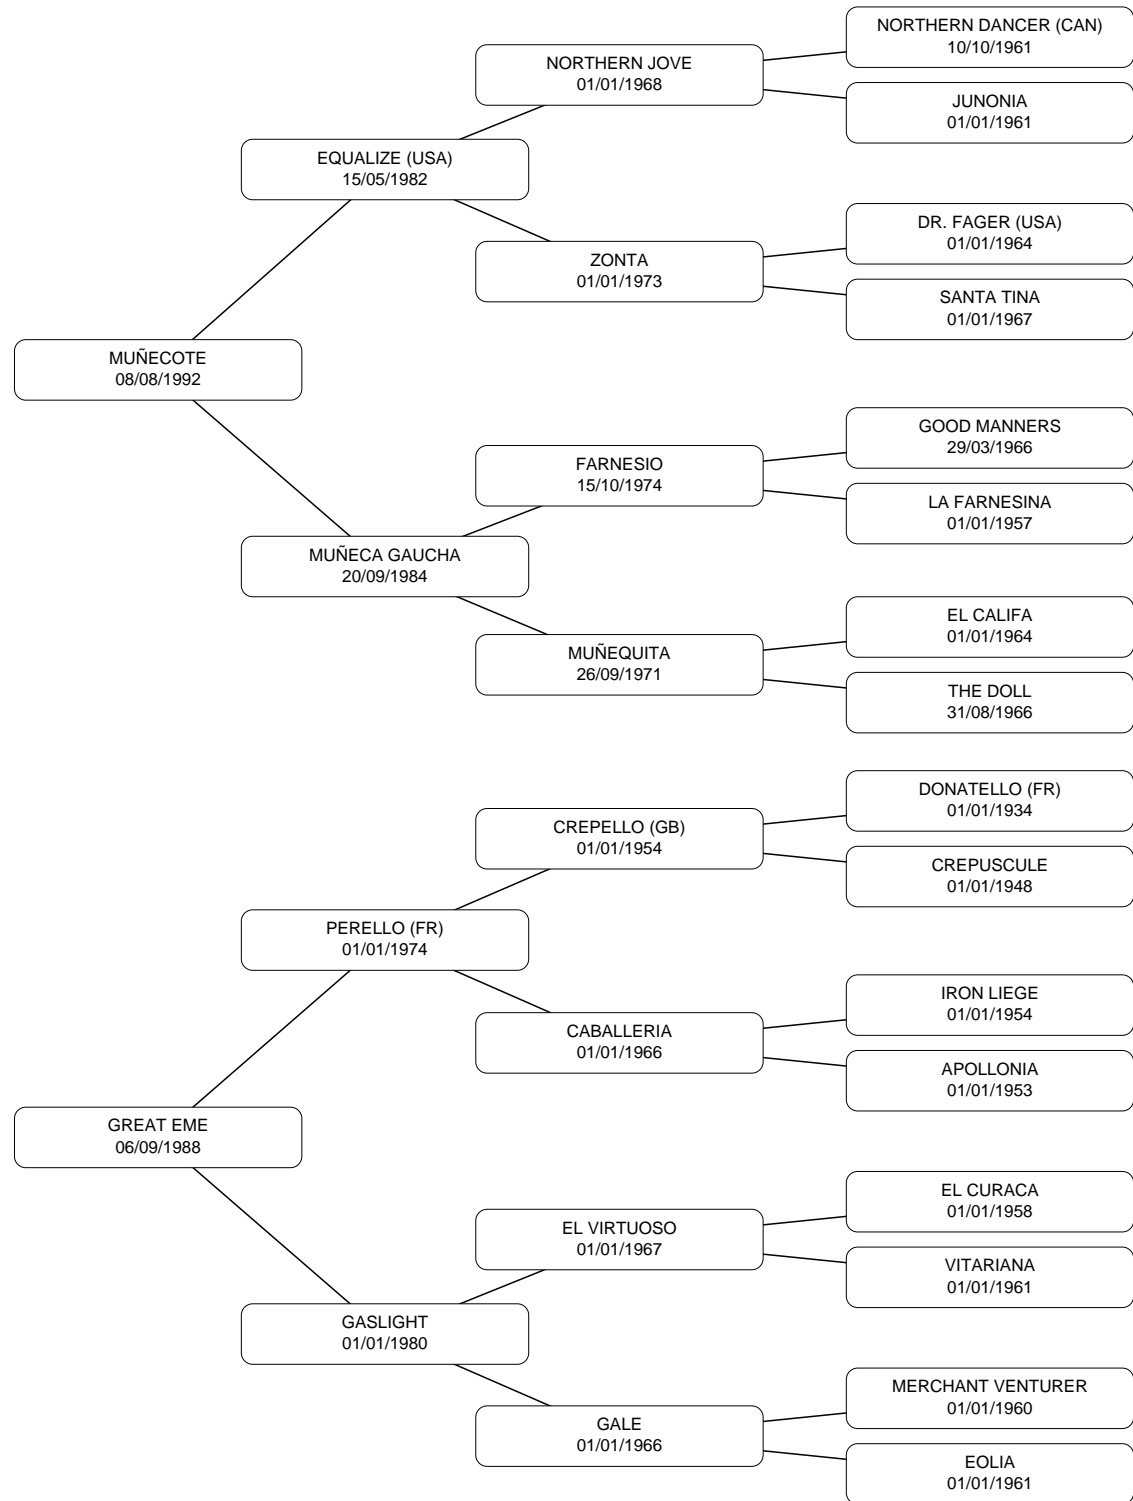 NORTHERN DANCER (CAN)
10/10/1961
NORTHERN JOVE
01/01/1968
JUNONIA
01/01/1961
EQUALIZE (USA)
15/05/1982
DR. FAGER (USA)
01/01/1964
ZONTA
01/01/1973
SANTA TINA
01/01/1967
MUÑECOTE
08/08/1992
GOOD MANNERS
29/03/1966
FARNESIO
15/10/1974
LA FARNESINA
01/01/1957
MUÑECA GAUCHA
20/09/1984
EL CALIFA
01/01/1964
MUÑEQUITA
26/09/1971
THE DOLL
31/08/1966
DONATELLO (FR)
01/01/1934
CREPELLO (GB)
01/01/1954
CREPUSCULE
01/01/1948
PERELLO (FR)
01/01/1974
IRON LIEGE
01/01/1954
CABALLERIA
01/01/1966
APOLLONIA
01/01/1953
GREAT EME
06/09/1988
EL CURACA
01/01/1958
EL VIRTUOSO
01/01/1967
VITARIANA
01/01/1961
GASLIGHT
01/01/1980
MERCHANT VENTURER
01/01/1960
GALE
01/01/1966
EOLIA
01/01/1961